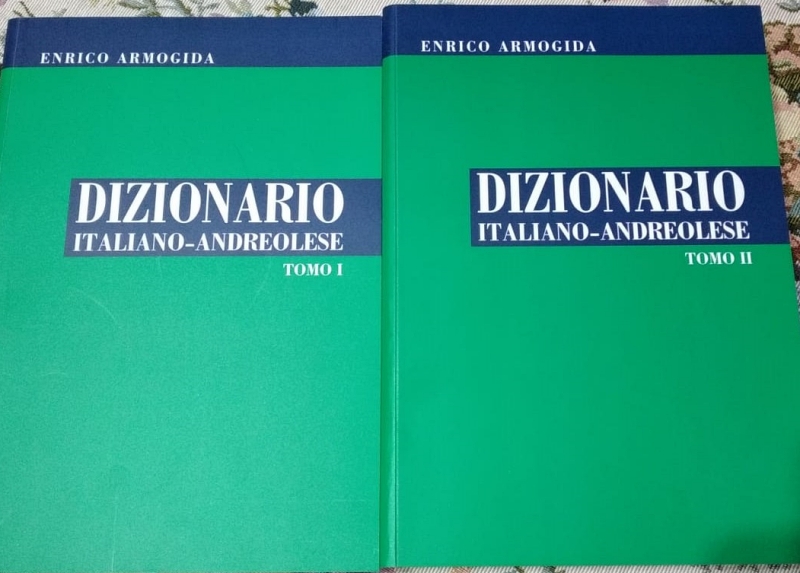 ENRICO ARMOGIDA
DIZIONARIO
ITALIANO-ANDREOLESE
TOMO I
ENRICO ARMOGIDA
DIZIONARIO
ITALIANO-ANDREOLESE
TOMO II